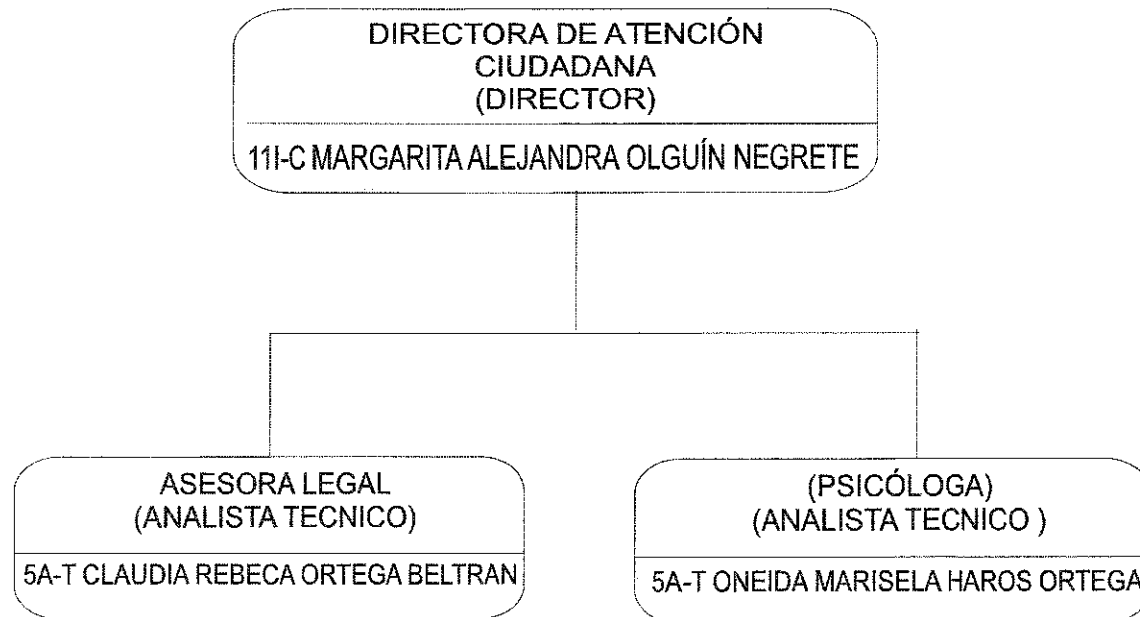 DIRECTORA DE ATENCIÓN
CIUDADANA
(DIRECTOR)
11I-C MARGARITA ALEJANDRA OLGUÍN NEGRETE
ASESORA LEGAL
(ANALISTA TECNICO)
5A-T CLAUDIA REBECA ORTEGA BELTRAN
(PSICÓLOGA)
(ANALISTA TECNICO )
5A-T ONEIDA MARISELA HAROS ORTEGA